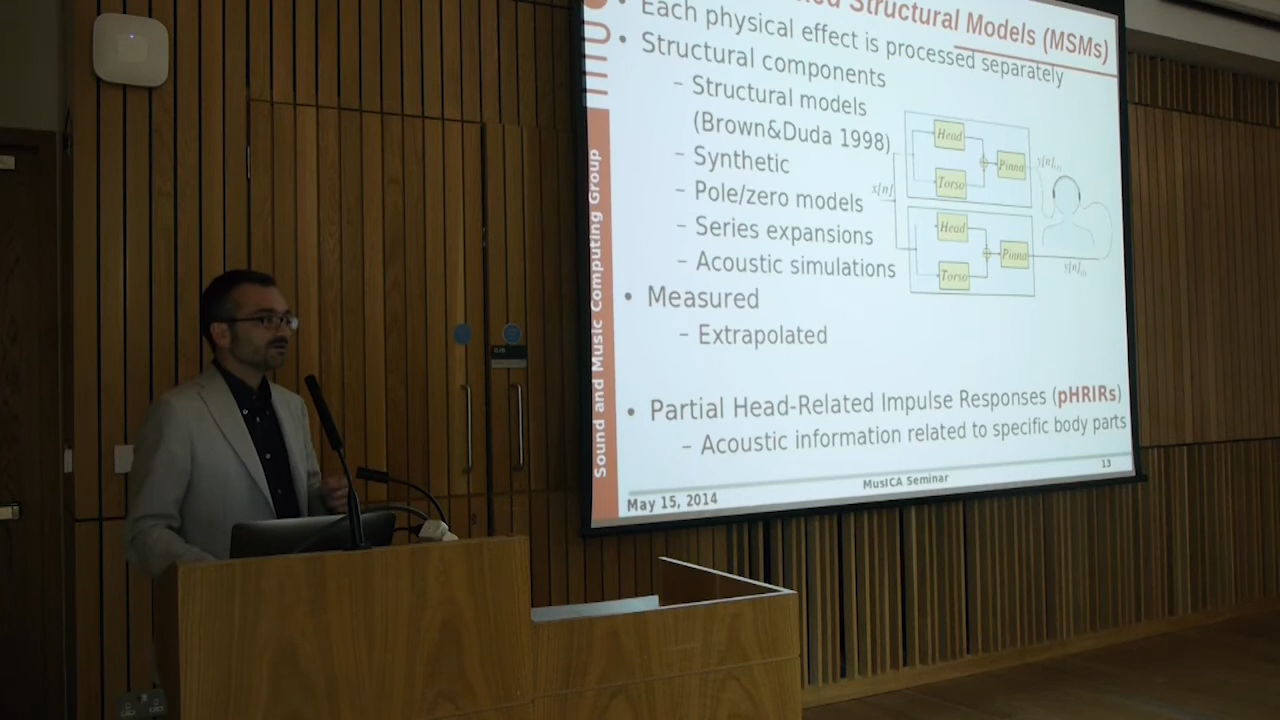 Structural Models (MSMs)
• Each physical effect is processed separately
• Structural components
– Structural models
(Brown&Duda 1998)
– Synthetic
– Pole/zero models
– Series expansions
– Acoustic simulations
• Measured
– Extrapolated
• Partial Head-Related Impulse Responses (pHRIRs)
– Acoustic information related to specific body parts
Head
Torso
Pinna
x[n]
Head
Torso
Pinna
Sound and Music Computing Group
May 15, 2014
MusICA Seminar
13